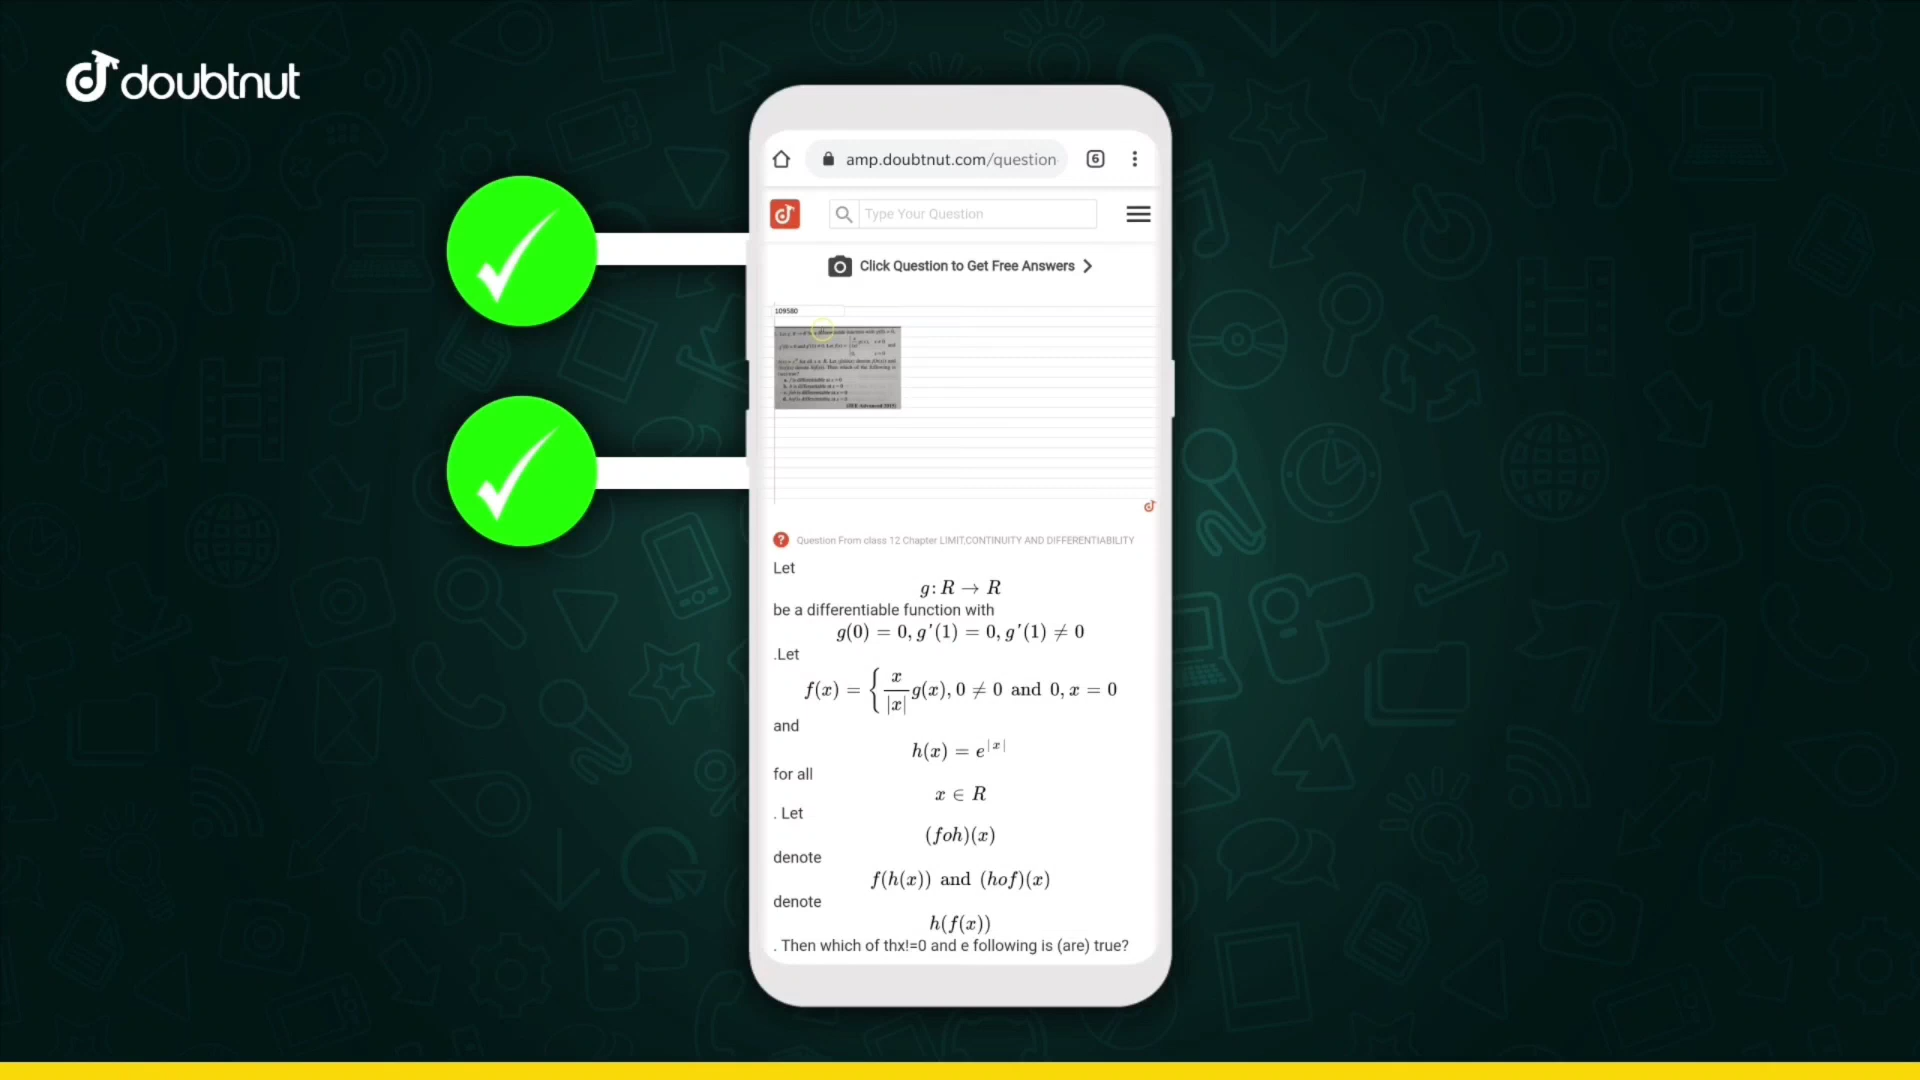 doubtnut
amp.doubtnut.com/question
6
Type Your Question
Click Question to Get Free Answers
109580
? Question From class 12 Chapter LIMIT,CONTINUITY AND DIFFERENTIABILITY
Let
g: R → R
be a differentiable function with
g(0) = 0, g′(1) = 0, g′(1) ≠ 0
.Let
f(x) = { x/|x| g(x), 0 ≠ 0 and 0, x = 0
and
h(x) = e^|x|
for all
x ∈ R
. Let
(foh)(x)
denote
f(h(x)) and (hof)(x)
denote
h(f(x))
. Then which of thx!=0 and e following is (are) true?